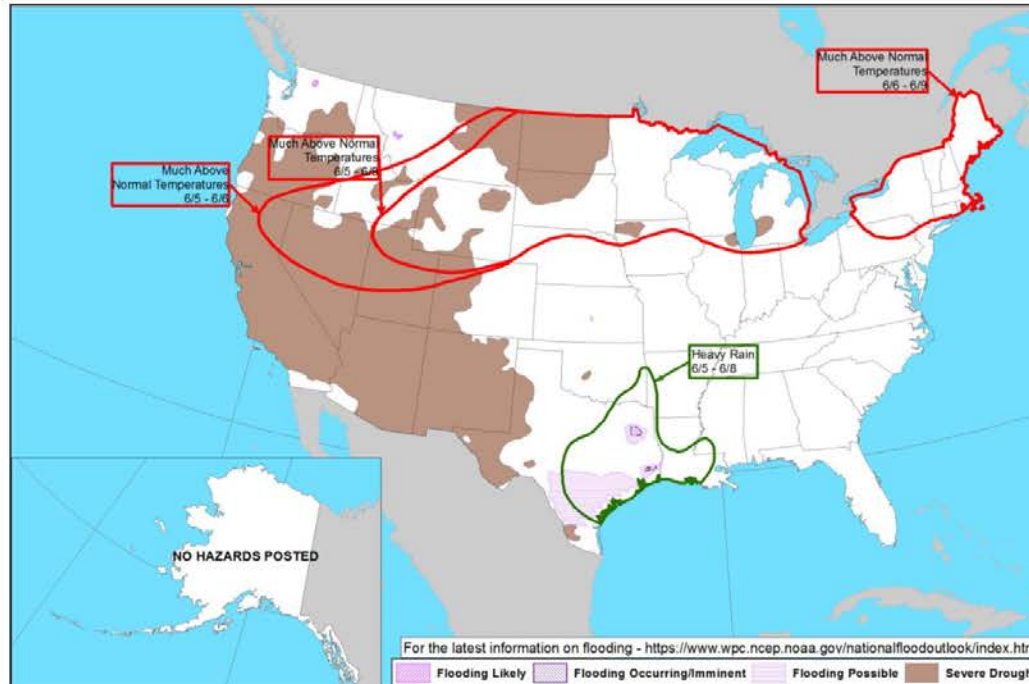 Much Above Normal
Temperatures
6/6 - 6/9
Much Above Normal
Temperatures
6/5 - 6/8
Much Above
Normal Temperatures
6/5 - 6/6
Heavy Rain
6/5 - 6/8
NO HAZARDS POSTED
For the latest information on flooding - https://www.wpc.ncep.noaa.gov/nationalfloodoutlook/index.htm
Flooding Likely
Flooding Occurring/Imminent
Flooding Possible
Severe Drough